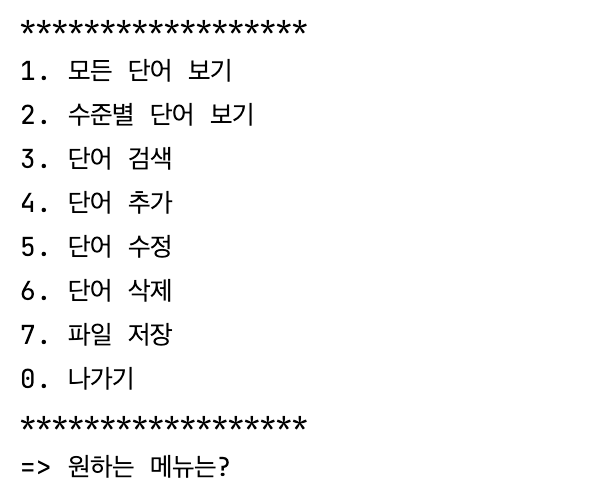 ******************
1. 모든 단어 보기
2. 수준별 단어 보기
3. 단어 검색
4. 단어 추가
5. 단어 수정
6. 단어 삭제
7. 파일 저장
0. 나가기
******************
=> 원하는 메뉴는?